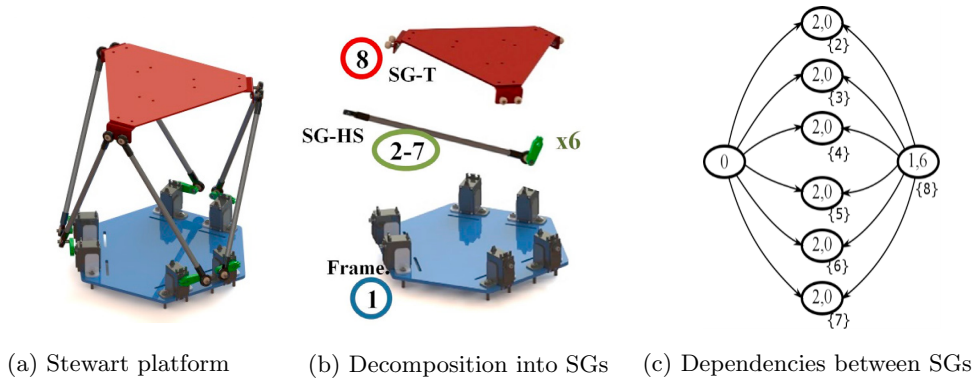 8
SG-T
SG-HS
2-7
x6
Frame.
1
2,0
{2}
2,0
{3}
2,0
{4}
0
1,6
{8}
2,0
{5}
2,0
{6}
2,0
{7}
(a) Stewart platform
(b) Decomposition into SGs
(c) Dependencies between SGs